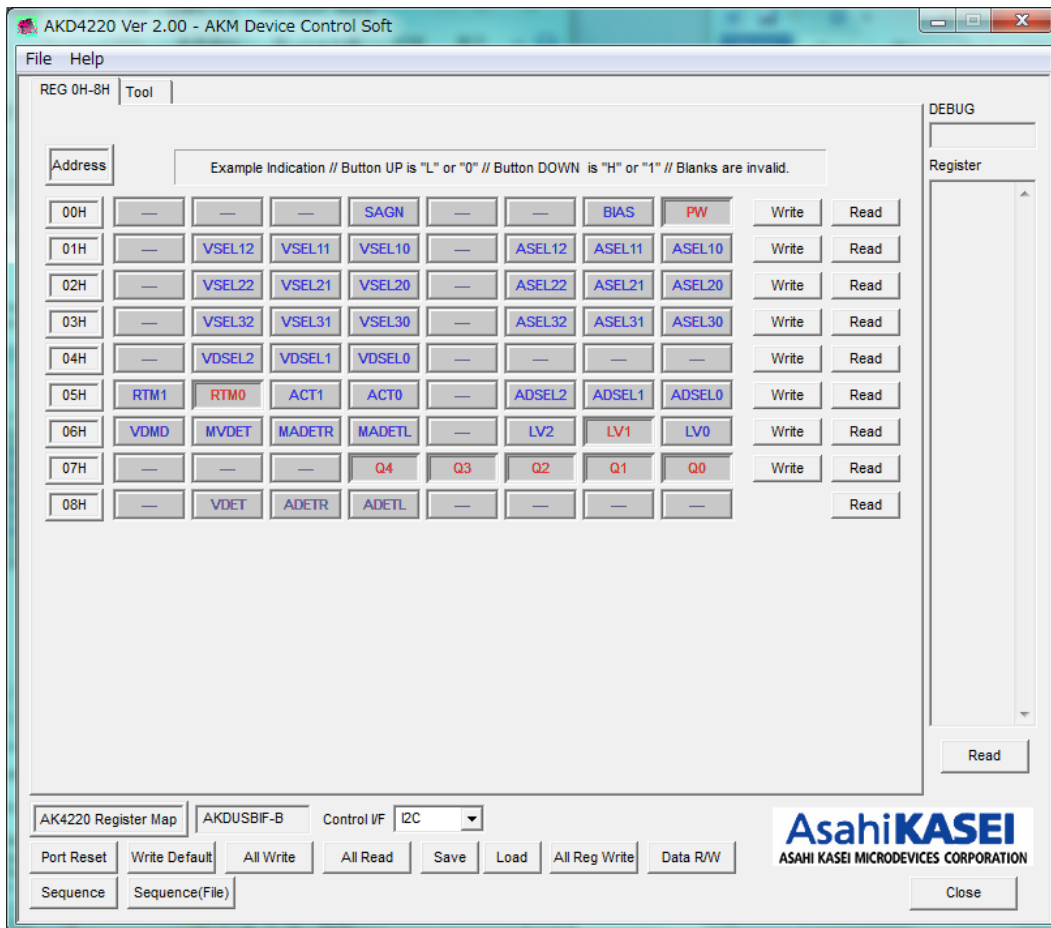 AKD4220 Ver 2.00 - AKM Device Control Soft
File Help
REG 0H-8H Tool
DEBUG
Address Example Indication // Button UP is "L" or "0" // Button DOWN is "H" or "1" // Blanks are invalid. Register
00H — — — SAGN — — BIAS PW Write Read
01H — VSEL12 VSEL11 VSEL10 — ASEL12 ASEL11 ASEL10 Write Read
02H — VSEL22 VSEL21 VSEL20 — ASEL22 ASEL21 ASEL20 Write Read
03H — VSEL32 VSEL31 VSEL30 — ASEL32 ASEL31 ASEL30 Write Read
04H — VDSEL2 VDSEL1 VDSEL0 — — — — Write Read
05H RTM1 RTM0 ACT1 ACT0 — ADSEL2 ADSEL1 ADSEL0 Write Read
06H VDMD MVDET MADETR MADETL — LV2 LV1 LV0 Write Read
07H — — — Q4 Q3 Q2 Q1 Q0 Write Read
08H — VDET ADETR ADETL — — — — Read
Read
AK4220 Register Map AKDUSBIF-B Control I/F I2C
AsahiKASEI
ASAHI KASEI MICRODEVICES CORPORATION
Port Reset Write Default All Write All Read Save Load All Reg Write Data R/W
Sequence Sequence(File) Close